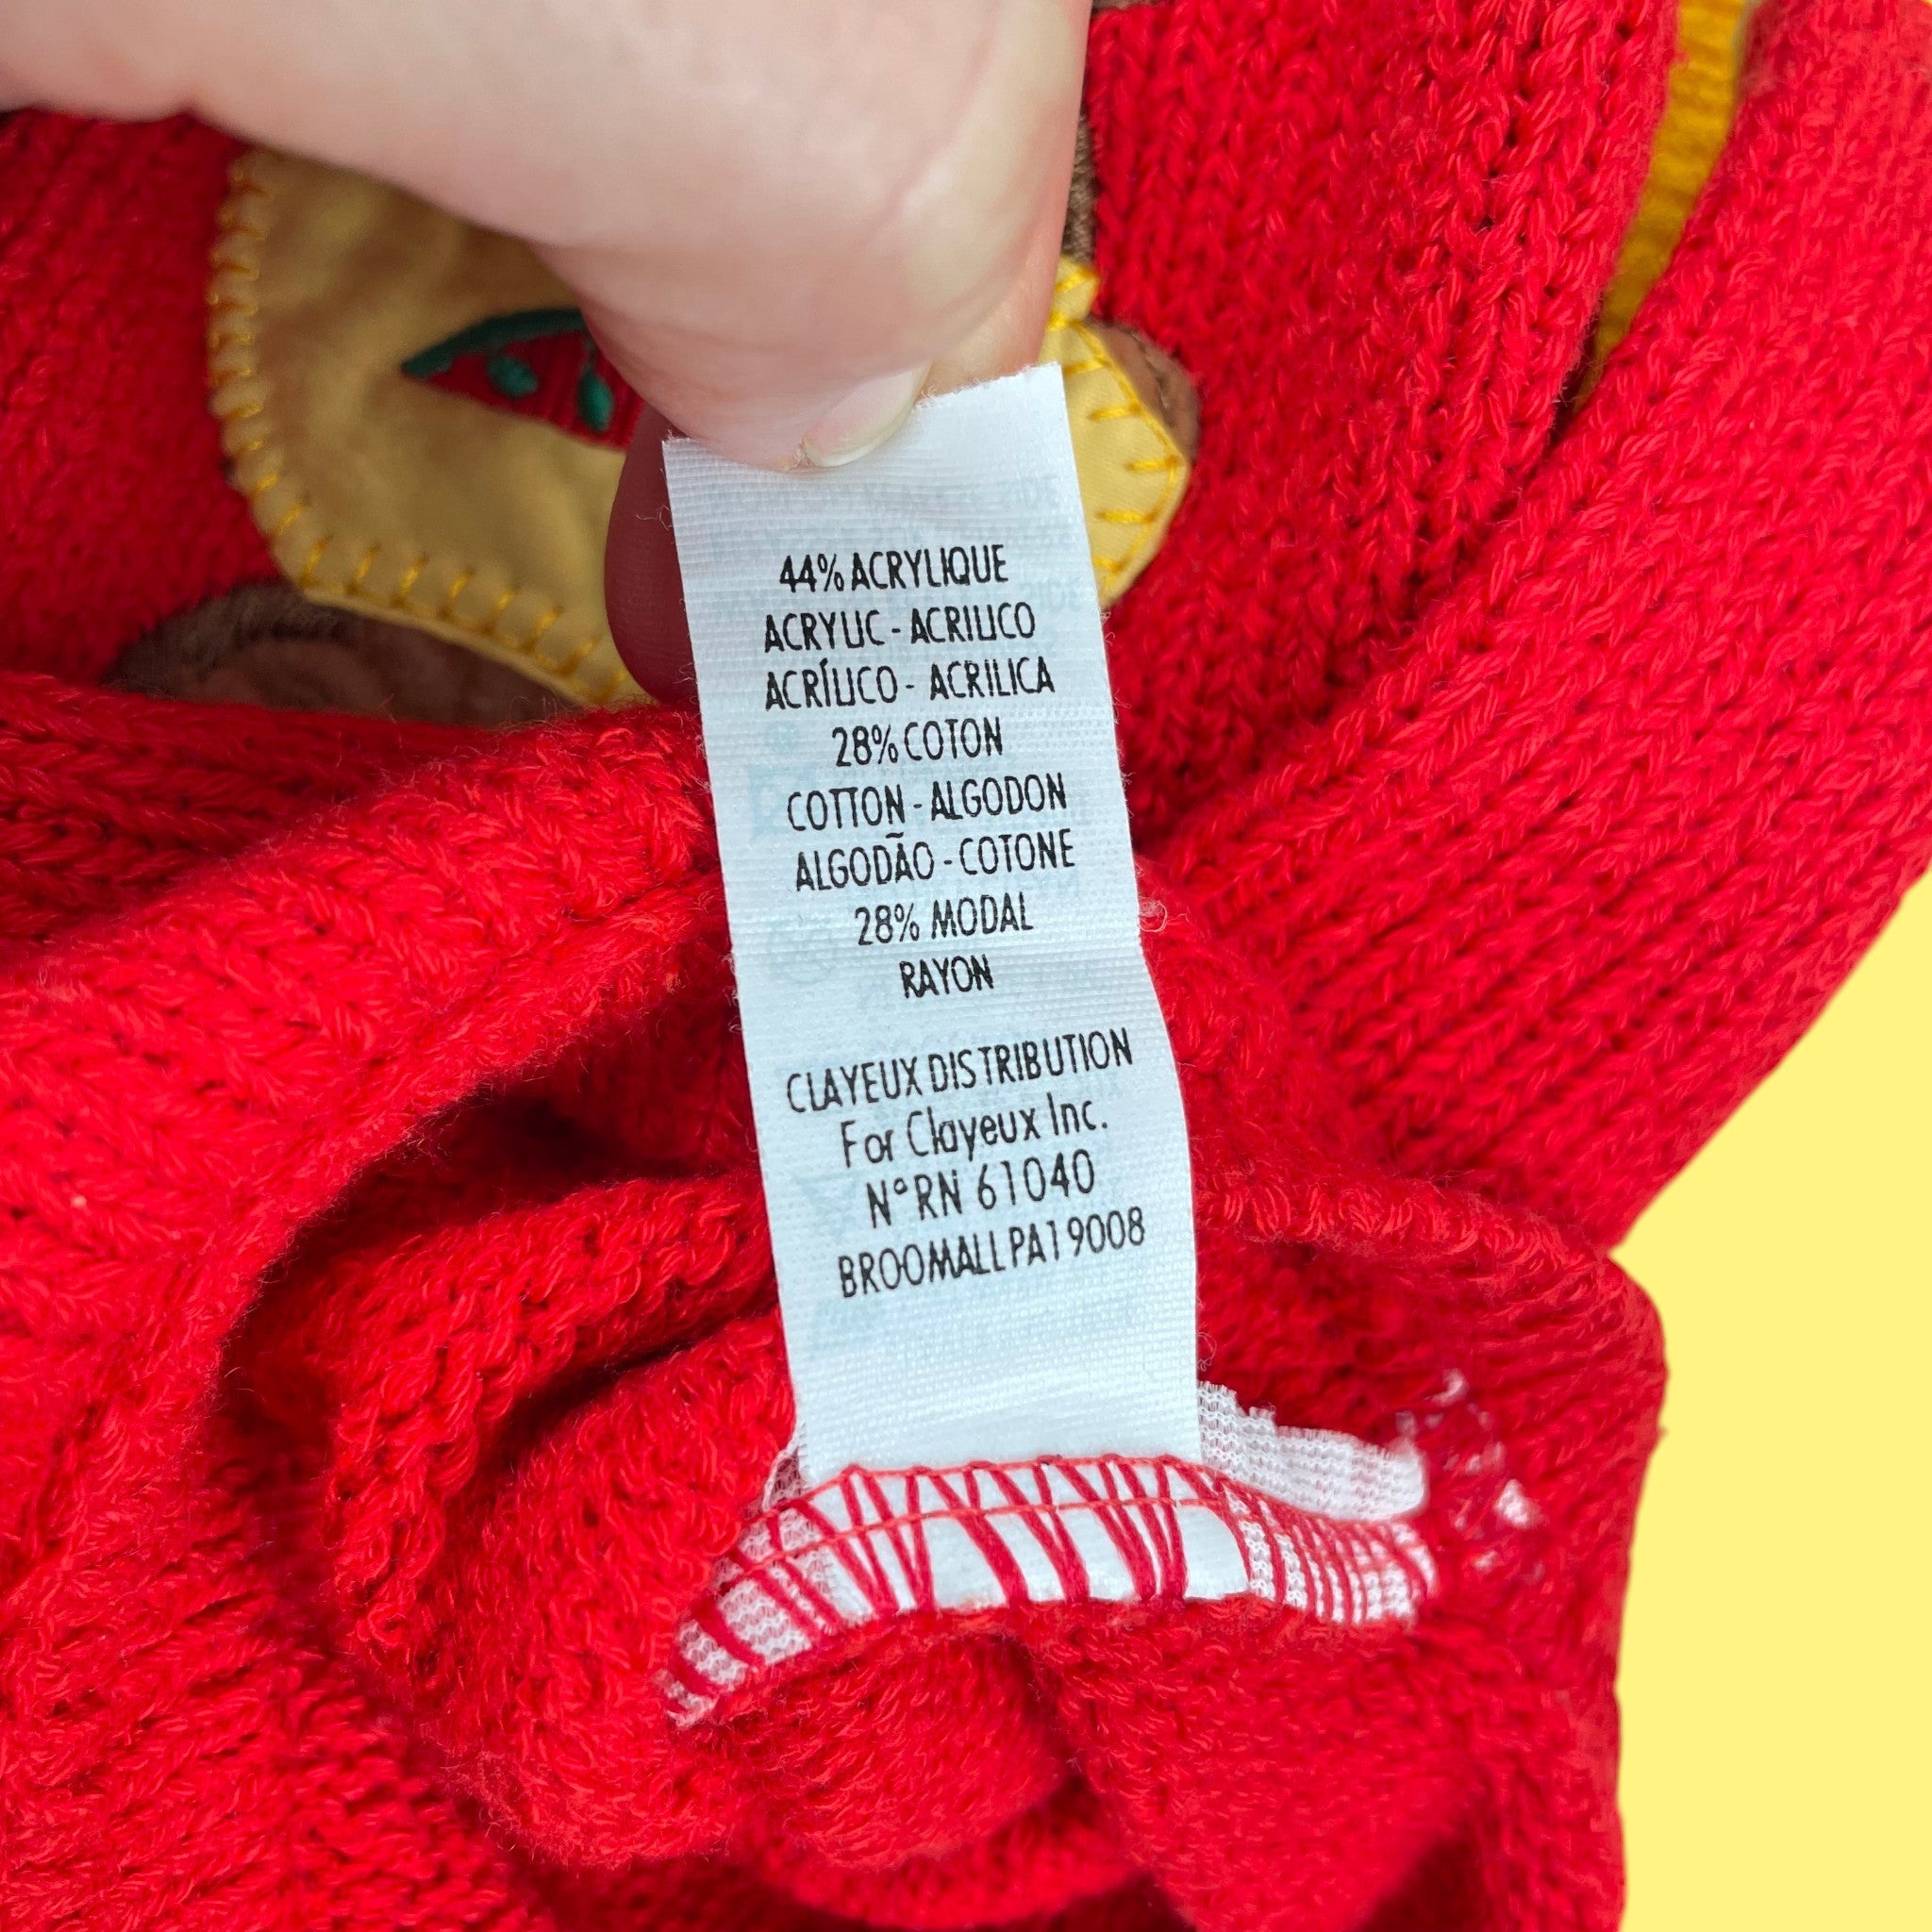 44% ACRYLIQUE
ACRYLIC - ACRILICO
ACRÍLICO - ACRILICA
28% COTON
COTTON - ALGODON
ALGODÃO - COTONE
28% MODAL
RAYON
CLAYEUX DISTRIBUTION
For Clayeux Inc.
N° RN 61040
BROOMALL PA 19008